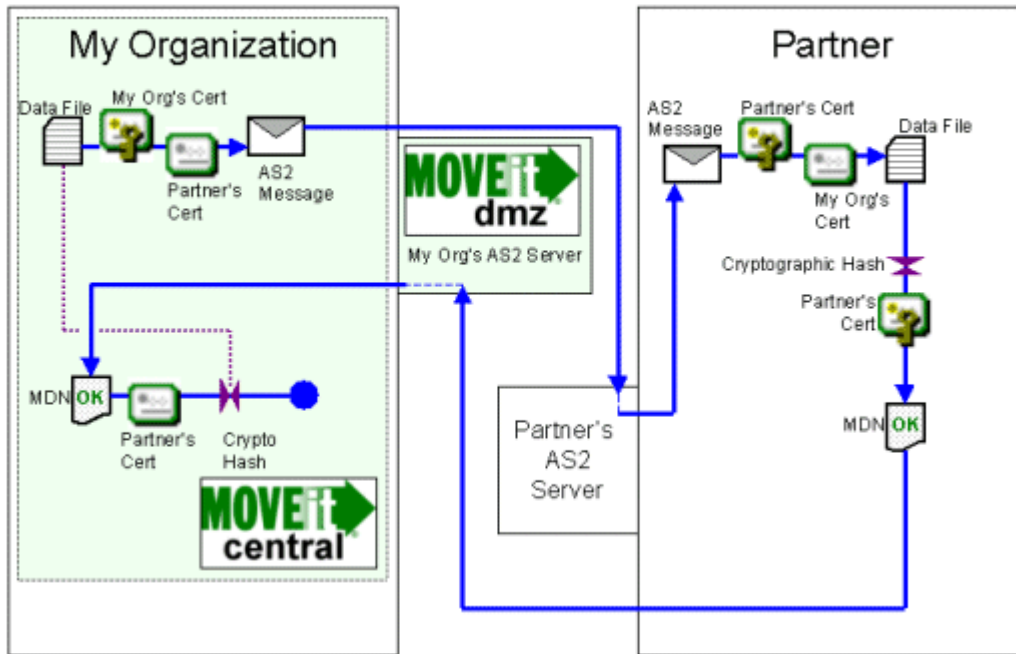 My Organization
Data File
My Org's Cert
Partner's
Cert
AS2
Message
MOVEit
dmz
My Org's AS2 Server
MDN
OK
Partner's
Cert
Crypto
Hash
MOVEit
central
Partner's
AS2
Server
Partner
AS2
Message
Partner's Cert
My Org's
Cert
Data File
Cryptographic Hash
Partner's
Cert
MDN
OK